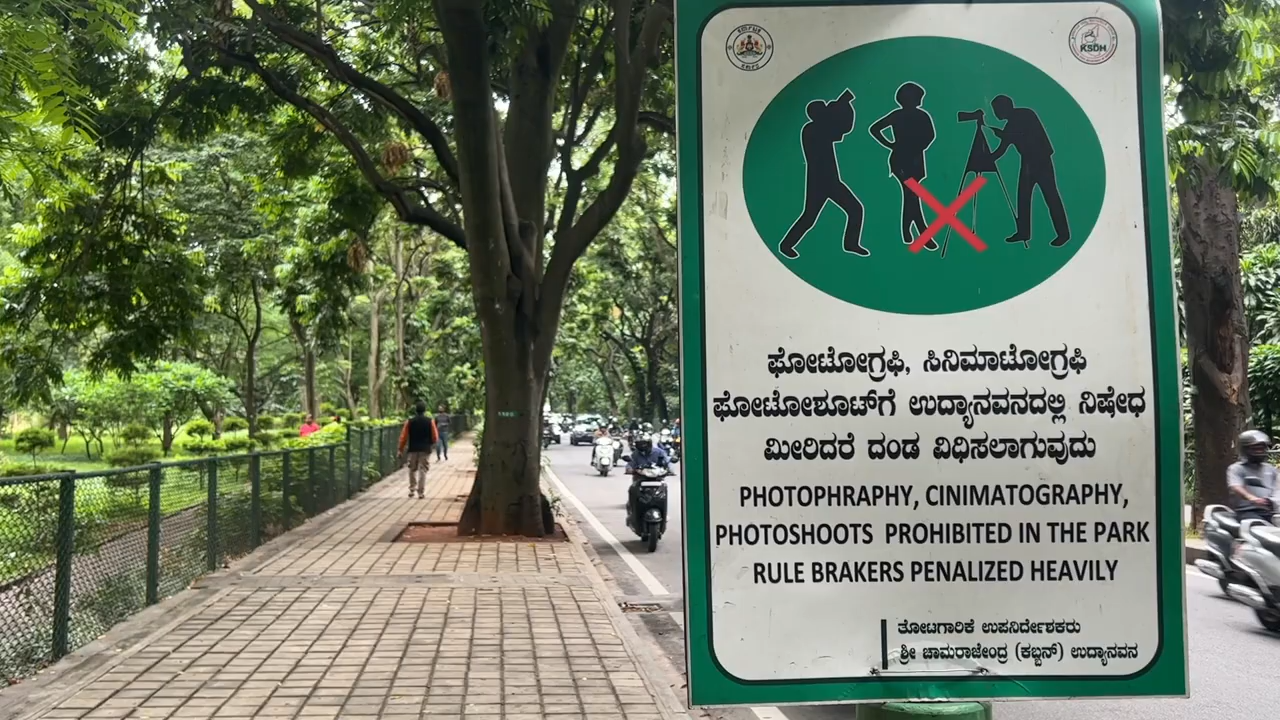 KSDH
ಫೋಟೋಗ್ರಫಿ, ಸಿನಿಮಾಟೋಗ್ರಫಿ
ಫೋಟೋಶೂಟ್‌ಗೆ ಉದ್ಯಾನವನದಲ್ಲಿ ನಿಷೇಧ
ಮೀರಿದರೆ ದಂಡ ವಿಧಿಸಲಾಗುವುದು
PHOTOPHRAPHY, CINIMATOGRAPHY,
PHOTOSHOOTS PROHIBITED IN THE PARK
RULE BRAKERS PENALIZED HEAVILY
ತೋಟಗಾರಿಕೆ ಉಪನಿರ್ದೇಶಕರು
ಶ್ರೀ ಚಾಮರಾಜೇಂದ್ರ (ಕಬ್ಬನ್) ಉದ್ಯಾನವನ